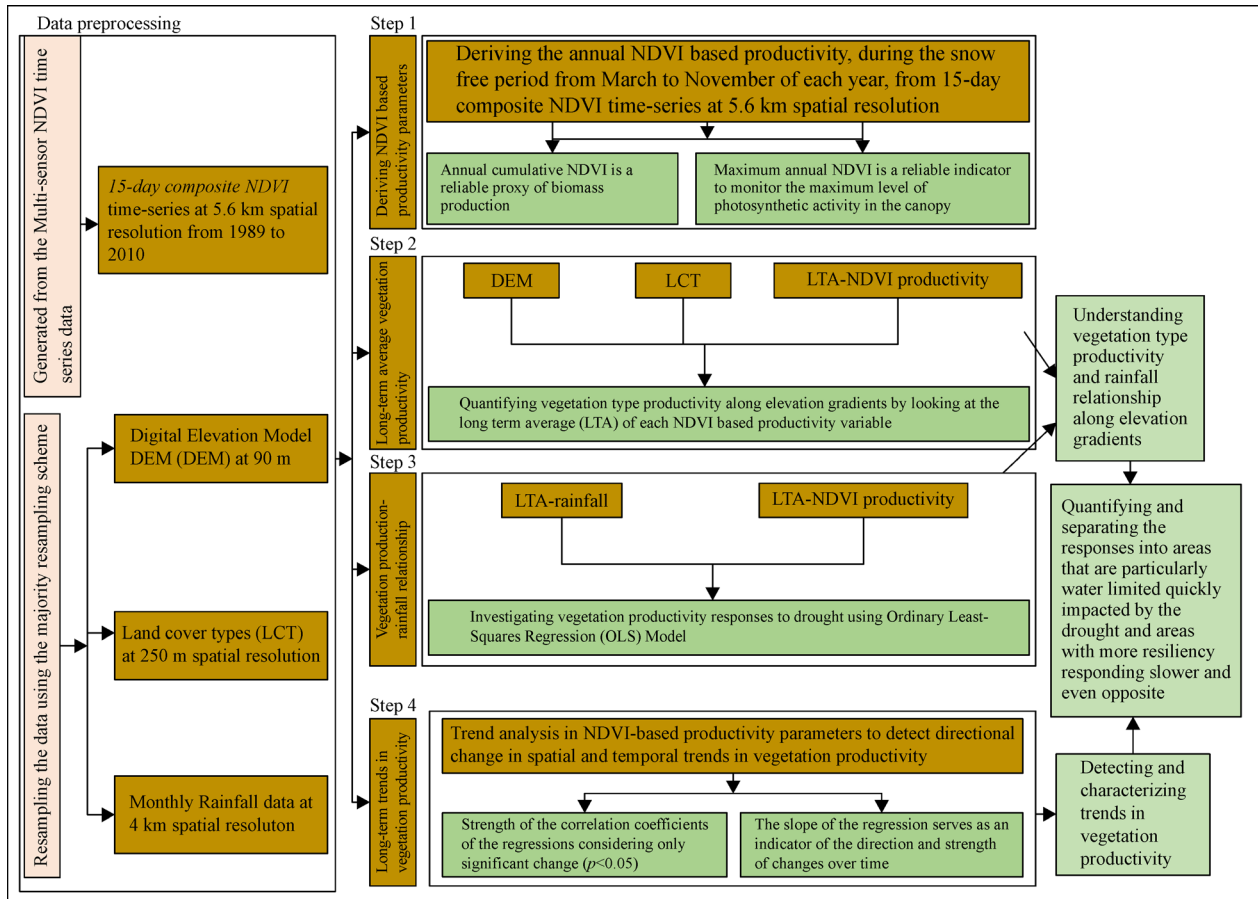 Data preprocessing
Generated from the Multi-sensor NDVI time
series data
15-day composite NDVI
time-series at 5.6 km spatial
resolution from 1989 to
2010
Resampling the data using the majority resampling scheme
Digital Elevation Model
DEM (DEM) at 90 m
Land cover types (LCT)
at 250 m spatial resolution
Monthly Rainfall data at
4 km spatial resoluton
Step 1
Deriving NDVI based
productivity parameters
Deriving the annual NDVI based productivity, during the snow
free period from March to November of each year, from 15-day
composite NDVI time-series at 5.6 km spatial resolution
Annual cumulative NDVI is a
reliable proxy of biomass
production
Maximum annual NDVI is a reliable indicator
to monitor the maximum level of
photosynthetic activity in the canopy
Step 2
Long-term average vegetation
productivity
DEM
LCT
LTA-NDVI productivity
Quantifying vegetation type productivity along elevation gradients by looking at the
long term average (LTA) of each NDVI based productivity variable
Step 3
Vegetation production-
rainfall relationship
LTA-rainfall
LTA-NDVI productivity
Investigating vegetation productivity responses to drought using Ordinary Least-
Squares Regression (OLS) Model
Step 4
Long-term trends in
vegetation productivity
Trend analysis in NDVI-based productivity parameters to detect directional
change in spatial and temporal trends in vegetation productivity
Strength of the correlation coefficients
of the regressions considering only
significant change (p<0.05)
The slope of the regression serves as an
indicator of the direction and strength
of changes over time
Understanding
vegetation type
productivity
and rainfall
relationship
along elevation
gradients
Quantifying and
separating the
responses into areas
that are particularly
water limited quickly
impacted by the
drought and areas
with more resiliency
responding slower and
even opposite
Detecting and
characterizing
trends in
vegetation
productivity